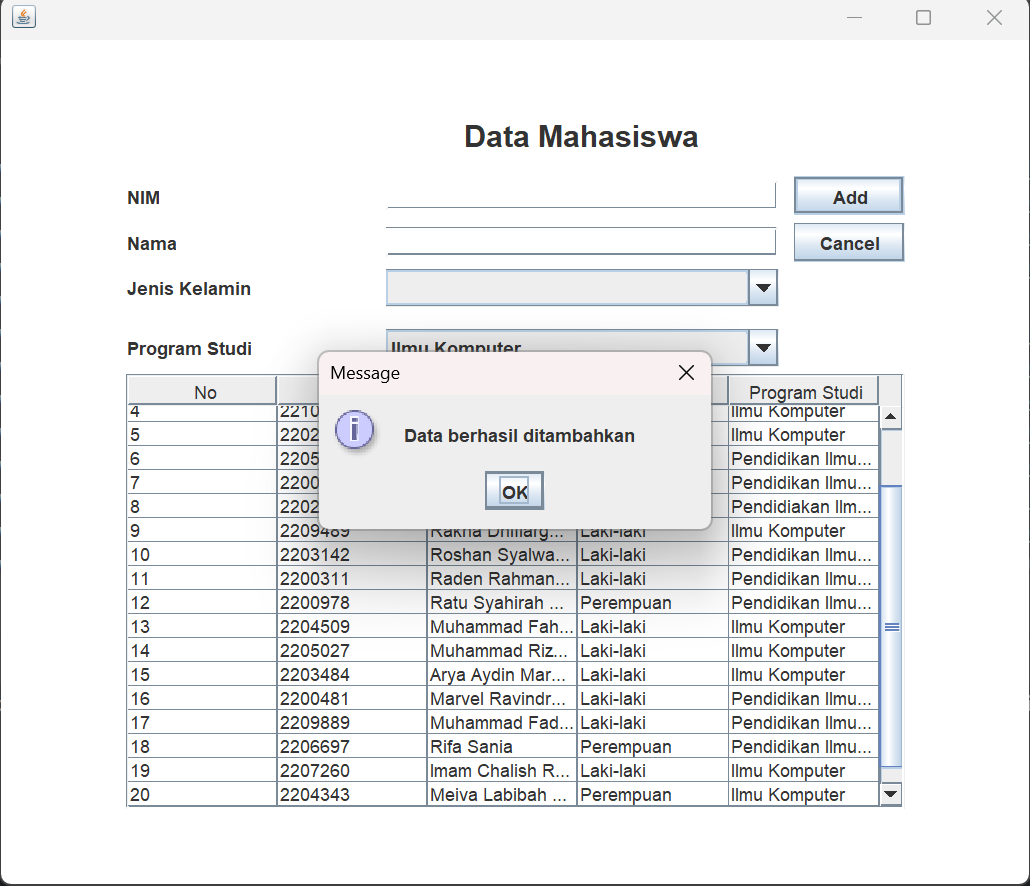 Data Mahasiswa
NIM Add
Nama Cancel
Jenis Kelamin
Program Studi Ilmu Komputer
Message
Data berhasil ditambahkan
OK
No Program Studi
4 2210 Ilmu Komputer
5 2202 Ilmu Komputer
6 2205 Pendidikan Ilmu...
7 2200 Pendidikan Ilmu...
8 2202 Pendidiakan Ilm...
9 2209489 Rakha Dhifiarg... Laki-laki Ilmu Komputer
10 2203142 Roshan Syalwa... Laki-laki Pendidikan Ilmu...
11 2200311 Raden Rahman... Laki-laki Pendidikan Ilmu...
12 2200978 Ratu Syahirah ... Perempuan Pendidikan Ilmu...
13 2204509 Muhammad Fah... Laki-laki Ilmu Komputer
14 2205027 Muhammad Riz... Laki-laki Ilmu Komputer
15 2203484 Arya Aydin Mar... Laki-laki Ilmu Komputer
16 2200481 Marvel Ravindr... Laki-laki Pendidikan Ilmu...
17 2209889 Muhammad Fad... Laki-laki Pendidikan Ilmu...
18 2206697 Rifa Sania Perempuan Pendidikan Ilmu...
19 2207260 Imam Chalish R... Laki-laki Ilmu Komputer
20 2204343 Meiva Labibah ... Perempuan Ilmu Komputer